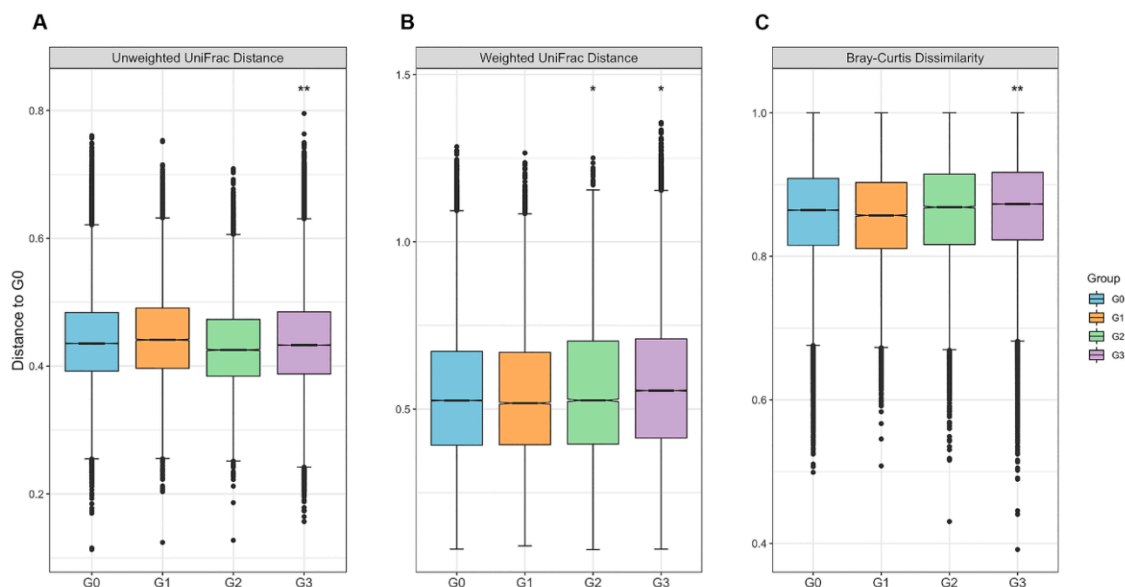 A B C
Unweighted UniFrac Distance Weighted UniFrac Distance Bray-Curtis Dissimilarity
Distance to G0
0.8
0.6
0.4
0.2
**
G0 G1 G2 G3
1.5
1.0
0.5
* *
G0 G1 G2 G3
1.0
0.8
0.6
0.4
**
G0 G1 G2 G3
Group
G0
G1
G2
G3